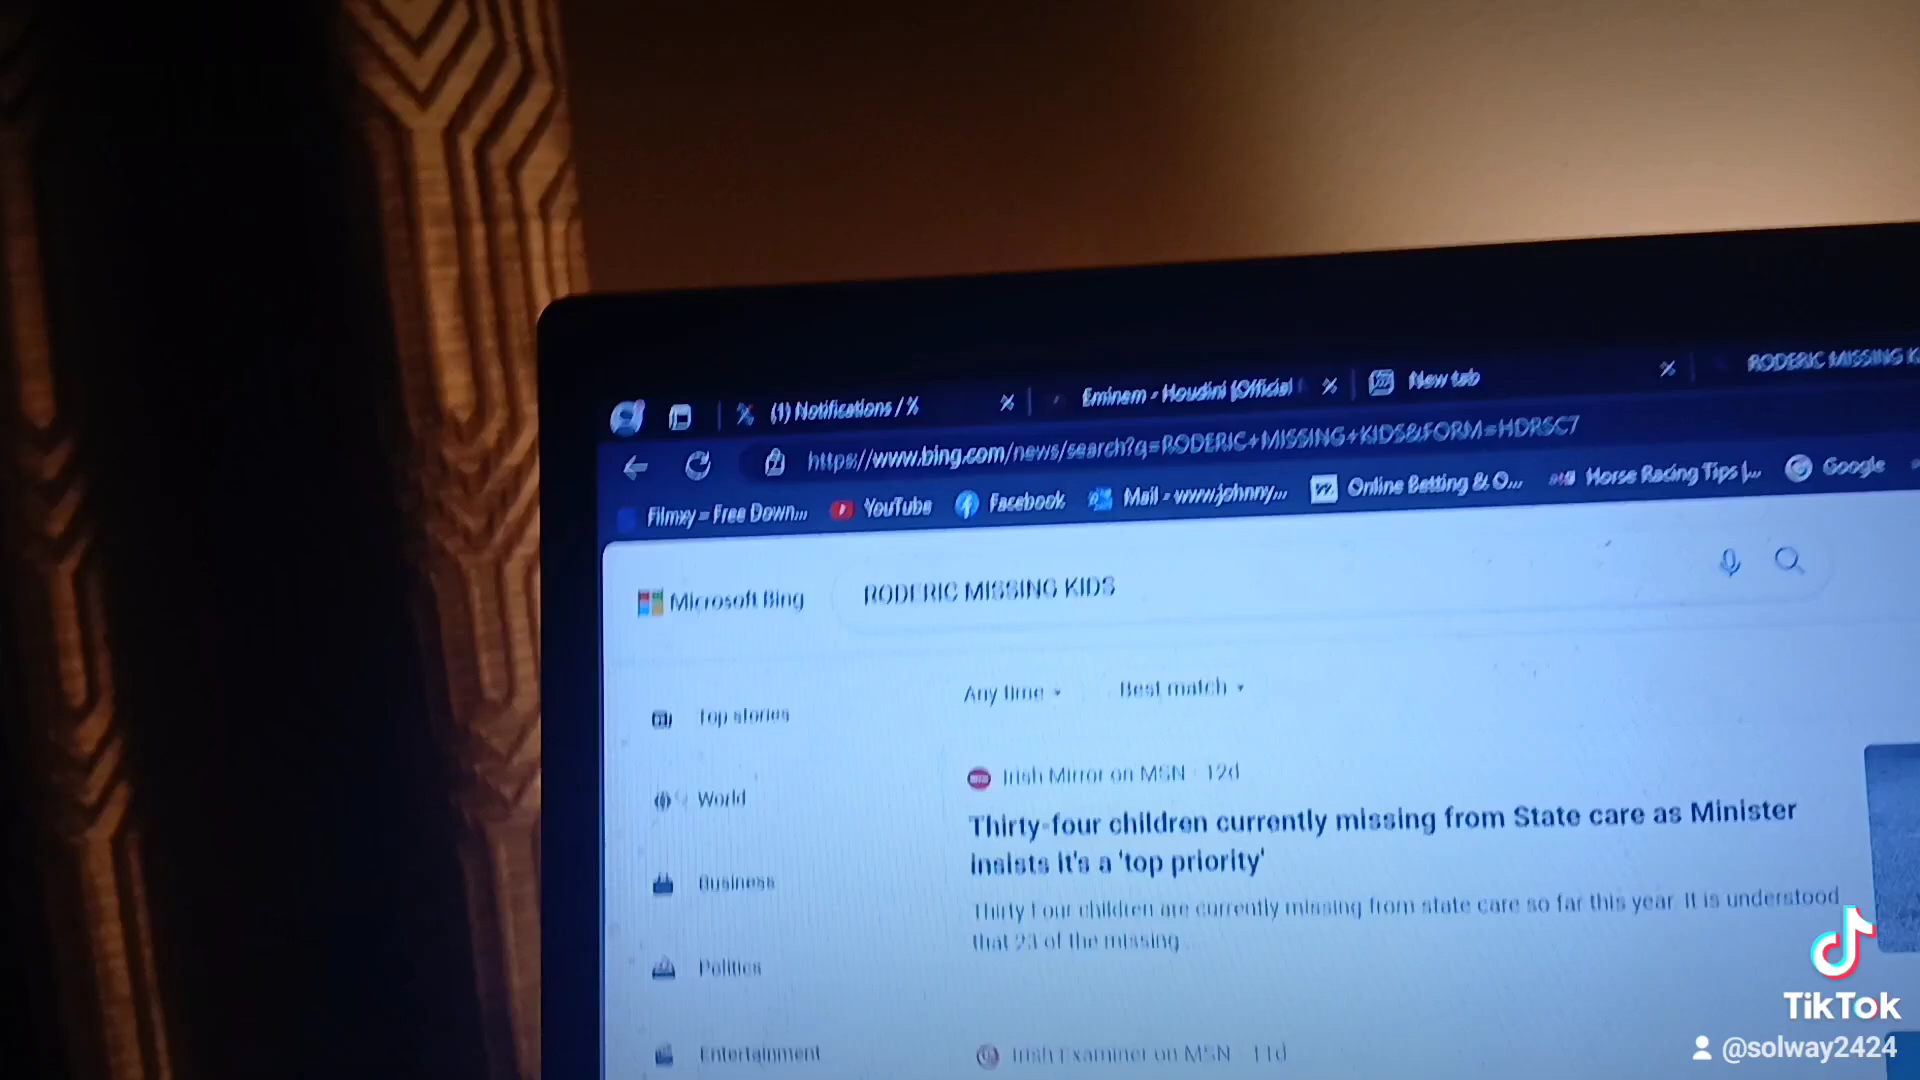 (1) Notifications / X
Eminem - Houdini [Official
New tab
RODERIC MISSING K
https://www.bing.com/news/search?q=RODERIC+MISSING+KIDS&FORM=HDRSC7
Filmxy - Free Down...
YouTube
Facebook
Mail - www.johnny...
Online Betting & O...
Horse Racing Tips |...
Google
Microsoft Bing
RODERIC MISSING KIDS
Any time
Best match
Top stories
World
Business
Politics
Entertainment
Irish Mirror on MSN · 12d
Thirty-four children currently missing from State care as Minister
insists it's a 'top priority'
Thirty Four children are currently missing from state care so far this year. It is understood
that 23 of the missing ...
Irish Examiner on MSN · 11d
TikTok
@solway2424